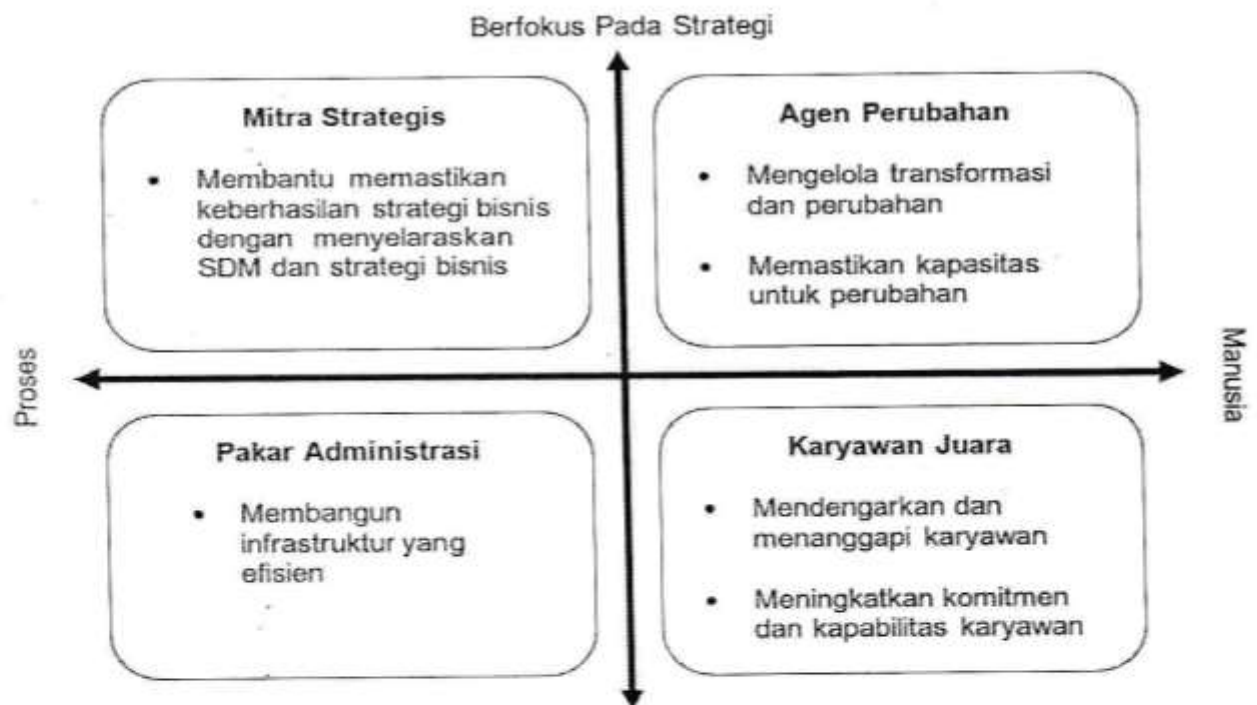 Berfokus Pada Strategi
Mitra Strategis
• Membantu memastikan
keberhasilan strategi bisnis
dengan menyelaraskan
SDM dan strategi bisnis
Agen Perubahan
• Mengelola transformasi
dan perubahan
• Memastikan kapasitas
untuk perubahan
Proses
Manusia
Pakar Administrasi
• Membangun
infrastruktur yang
efisien
Karyawan Juara
• Mendengarkan dan
menanggapi karyawan
• Meningkatkan komitmen
dan kapabilitas karyawan